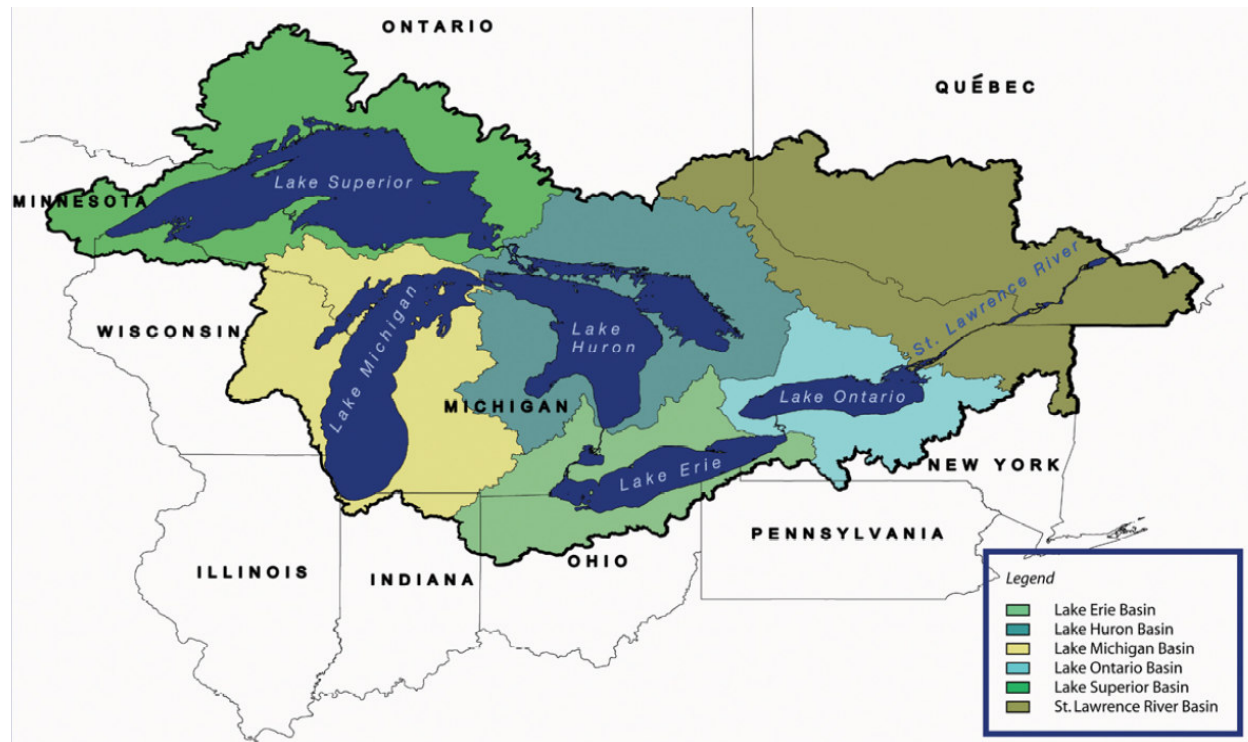 ONTARIO
QUÉBEC
Lake Superior
MINNESOTA
St. Lawrence River
WISCONSIN
Lake Michigan
Lake
Huron
Lake Ontario
MICHIGAN
Lake Erie
NEW YORK
PENNSYLVANIA
OHIO
ILLINOIS
INDIANA
Legend
Lake Erie Basin
Lake Huron Basin
Lake Michigan Basin
Lake Ontario Basin
Lake Superior Basin
St. Lawrence River Basin